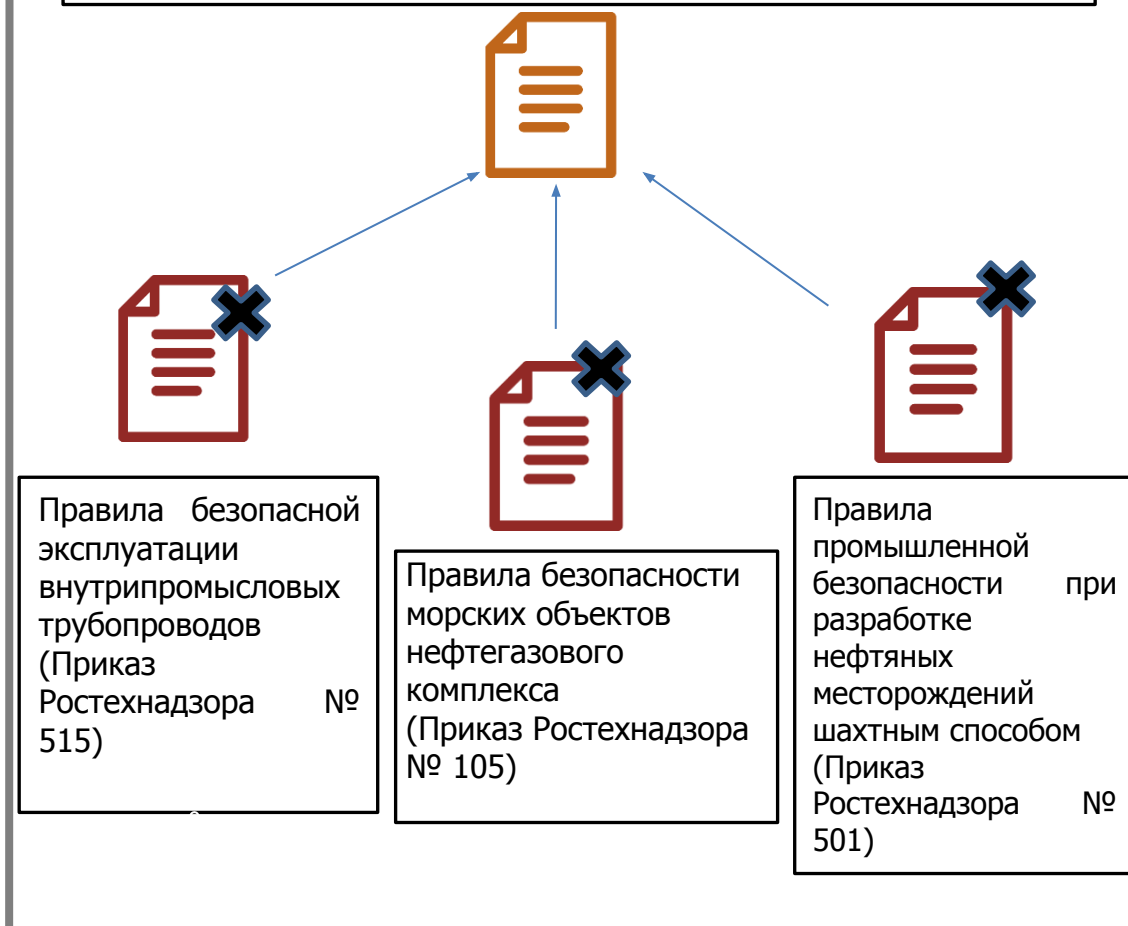 Правила безопасной
эксплуатации
внутрипромысловых
трубопроводов
(Приказ
Ростехнадзора №
515)
Правила безопасности
морских объектов
нефтегазового
комплекса
(Приказ Ростехнадзора
№ 105)
Правила
промышленной
безопасности при
разработке
нефтяных
месторождений
шахтным способом
(Приказ
Ростехнадзора №
501)